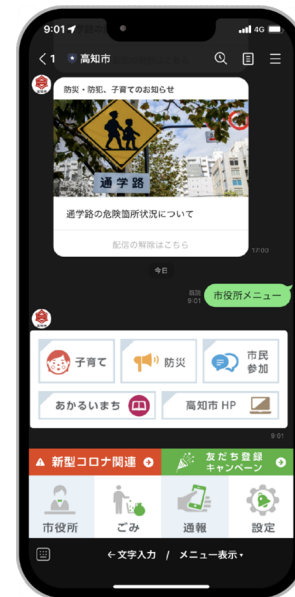 9:01
4G
1
高知市
防災・防犯、子育てのお知らせ
通学路
通学路の危険箇所状況について
配信の解除はこちら
17:00
今日
既読
9:01
市役所メニュー
子育て
防災
市民
参加
あかるいまち
高知市 HP
9:01
新型コロナ関連
友だち登録
キャンペーン
市役所
ごみ
通報
設定
←文字入力 / メニュー表示▾